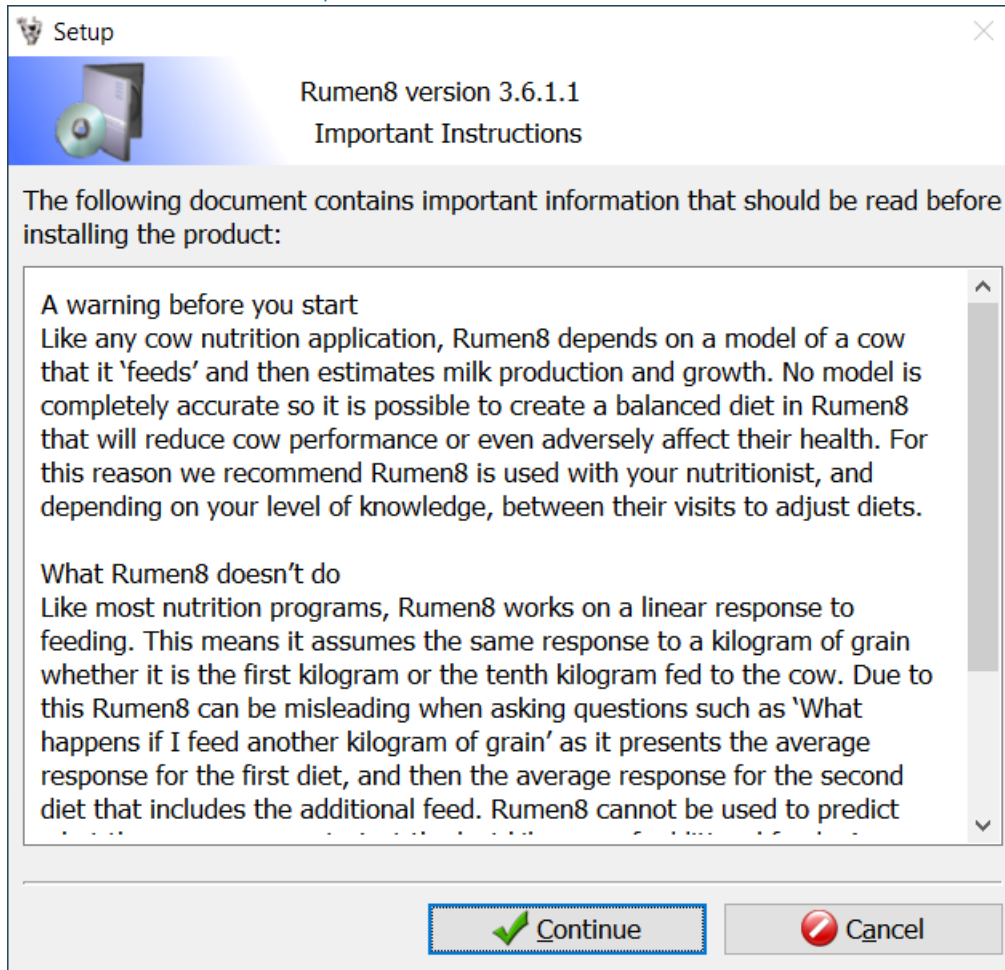 Setup
Rumen8 version 3.6.1.1
Important Instructions
The following document contains important information that should be read before
installing the product:
A warning before you start
Like any cow nutrition application, Rumen8 depends on a model of a cow
that it ‘feeds’ and then estimates milk production and growth. No model is
completely accurate so it is possible to create a balanced diet in Rumen8
that will reduce cow performance or even adversely affect their health. For
this reason we recommend Rumen8 is used with your nutritionist, and
depending on your level of knowledge, between their visits to adjust diets.
What Rumen8 doesn’t do
Like most nutrition programs, Rumen8 works on a linear response to
feeding. This means it assumes the same response to a kilogram of grain
whether it is the first kilogram or the tenth kilogram fed to the cow. Due to
this Rumen8 can be misleading when asking questions such as ‘What
happens if I feed another kilogram of grain’ as it presents the average
response for the first diet, and then the average response for the second
diet that includes the additional feed. Rumen8 cannot be used to predict
Continue
Cancel